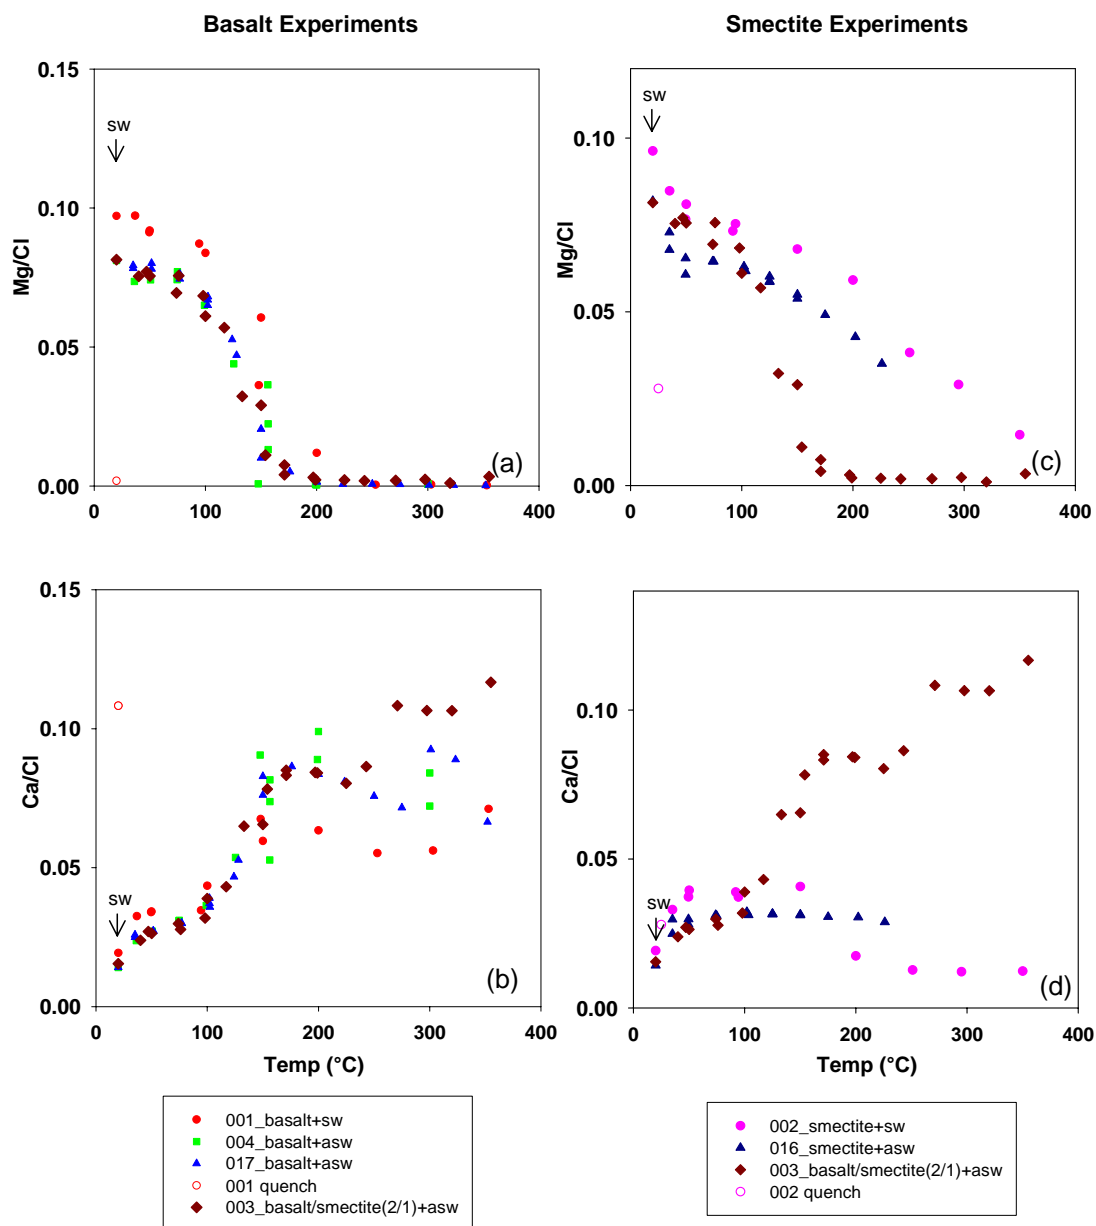 Basalt Experiments
Smectite Experiments
0.15
0.10
0.05
0.00
Mg/Cl
sw
(a)
0 100 200 300 400
0.10
0.05
0.00
Mg/Cl
sw
(c)
0 100 200 300 400
0.15
0.10
0.05
0.00
Ca/Cl
sw
(b)
0 100 200 300 400
Temp (°C)
0.10
0.05
0.00
Ca/Cl
sw
(d)
0 100 200 300 400
Temp (°C)
001_basalt+sw
004_basalt+asw
017_basalt+asw
001 quench
003_basalt/smectite(2/1)+asw
002_smectite+sw
016_smectite+asw
003_basalt/smectite(2/1)+asw
002 quench